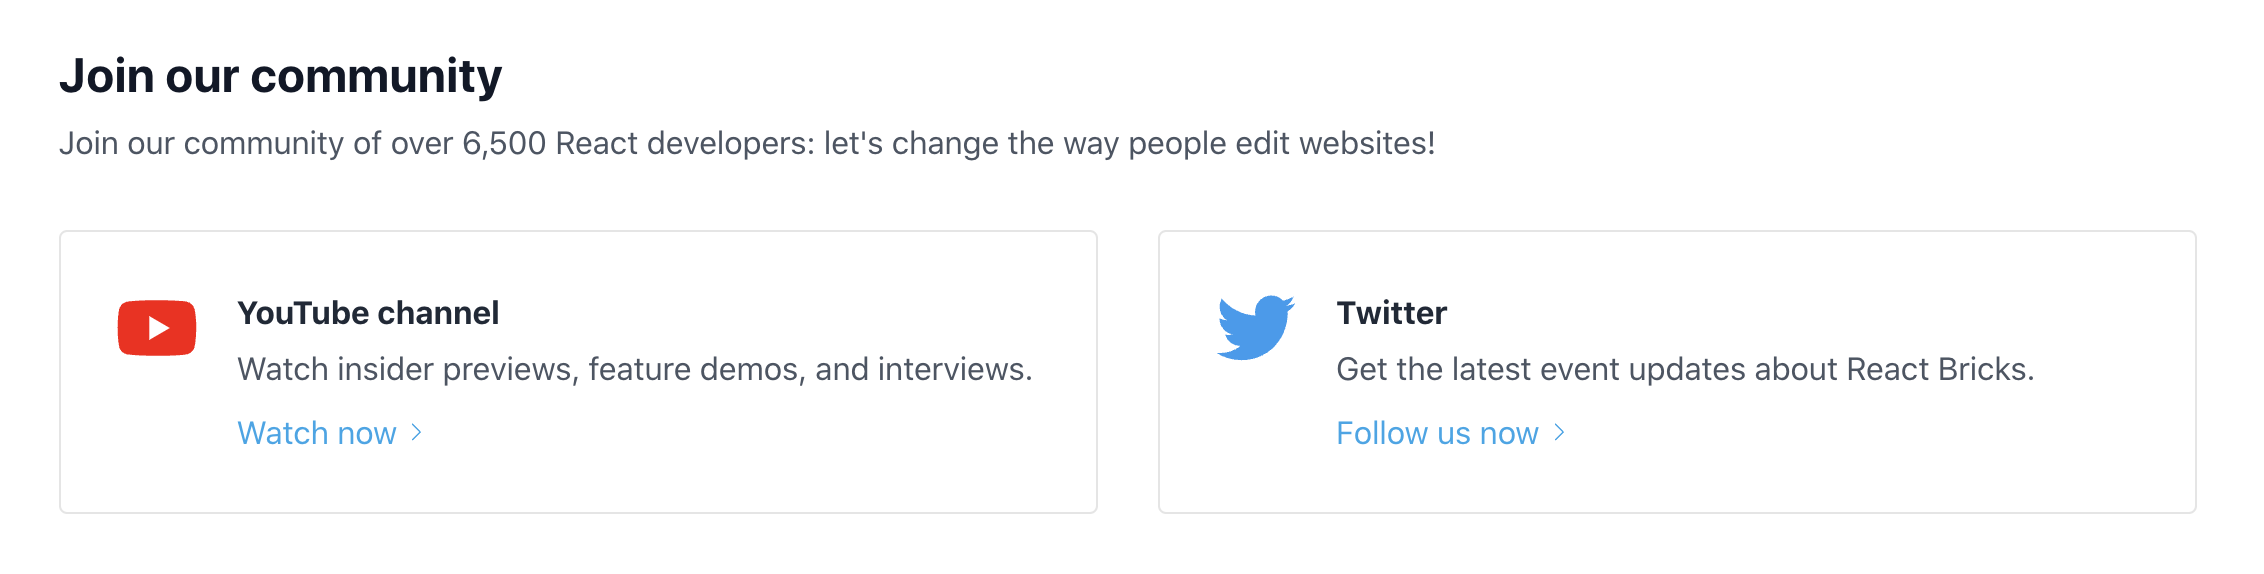 Join our community
Join our community of over 6,500 React developers: let's change the way people edit websites!
YouTube channel
Watch insider previews, feature demos, and interviews.
Watch now
Twitter
Get the latest event updates about React Bricks.
Follow us now